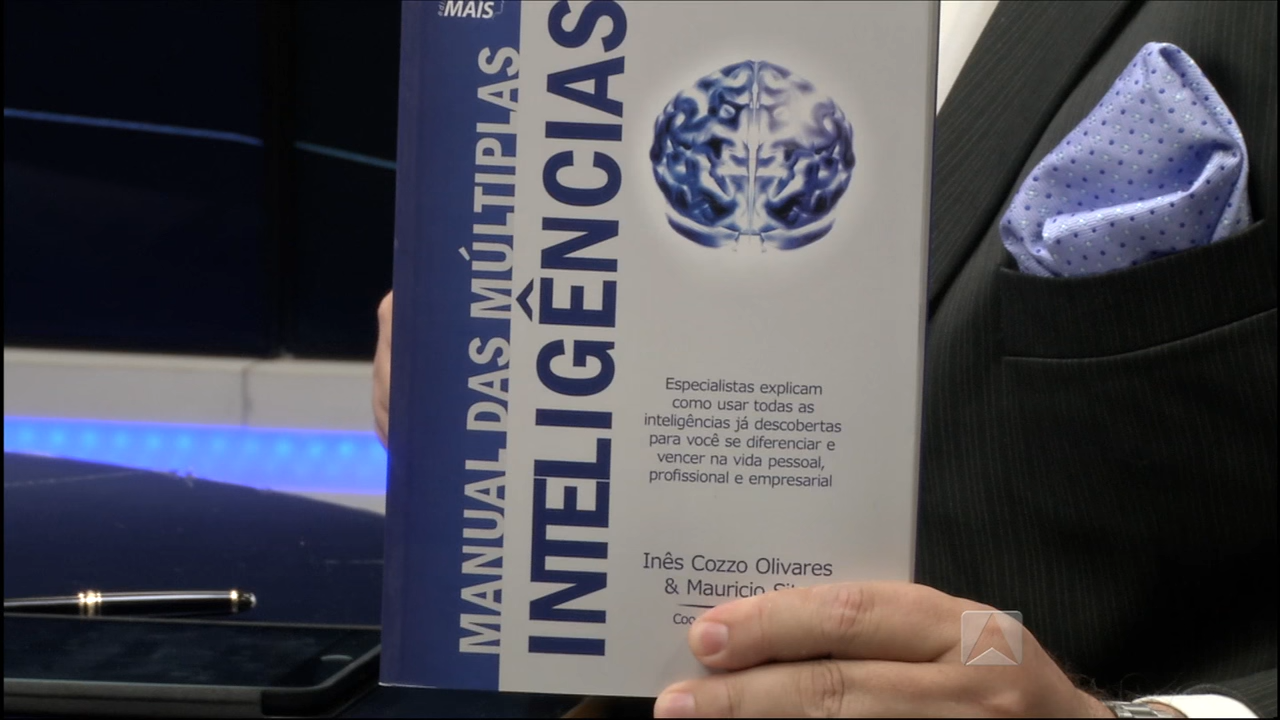 MAIS
MANUAL DAS MÚLTIPLAS
INTELIGÊNCIAS
Especialistas explicam
como usar todas as
inteligências já descobertas
para você se diferenciar e
vencer na vida pessoal,
profissional e empresarial
Inês Cozzo Olivares
& Mauricio